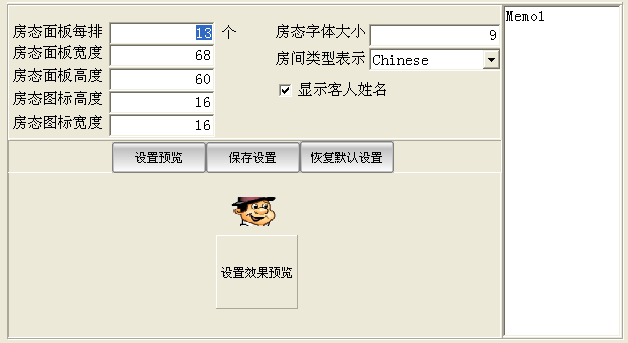 房态面板每排 13 个
房态面板宽度 68
房态面板高度 60
房态图标高度 16
房态图标宽度 16
房态字体大小 9
房间类型表示 Chinese
显示客人姓名
Memo1
设置预览 保存设置 恢复默认设置
设置效果预览